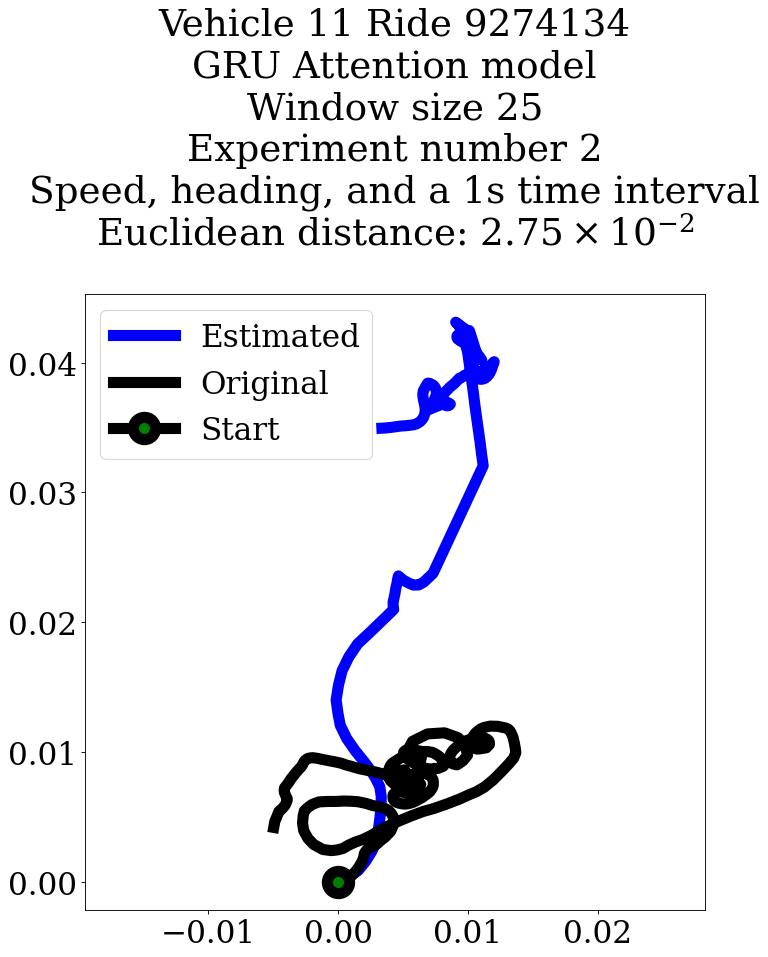 Vehicle 11 Ride 9274134
GRU Attention model
Window size 25
Experiment number 2
Speed, heading, and a 1s time interval
Euclidean distance: 2.75 × 10⁻²
Estimated
Original
Start
0.04
0.03
0.02
0.01
0.00
−0.01 0.00 0.01 0.02